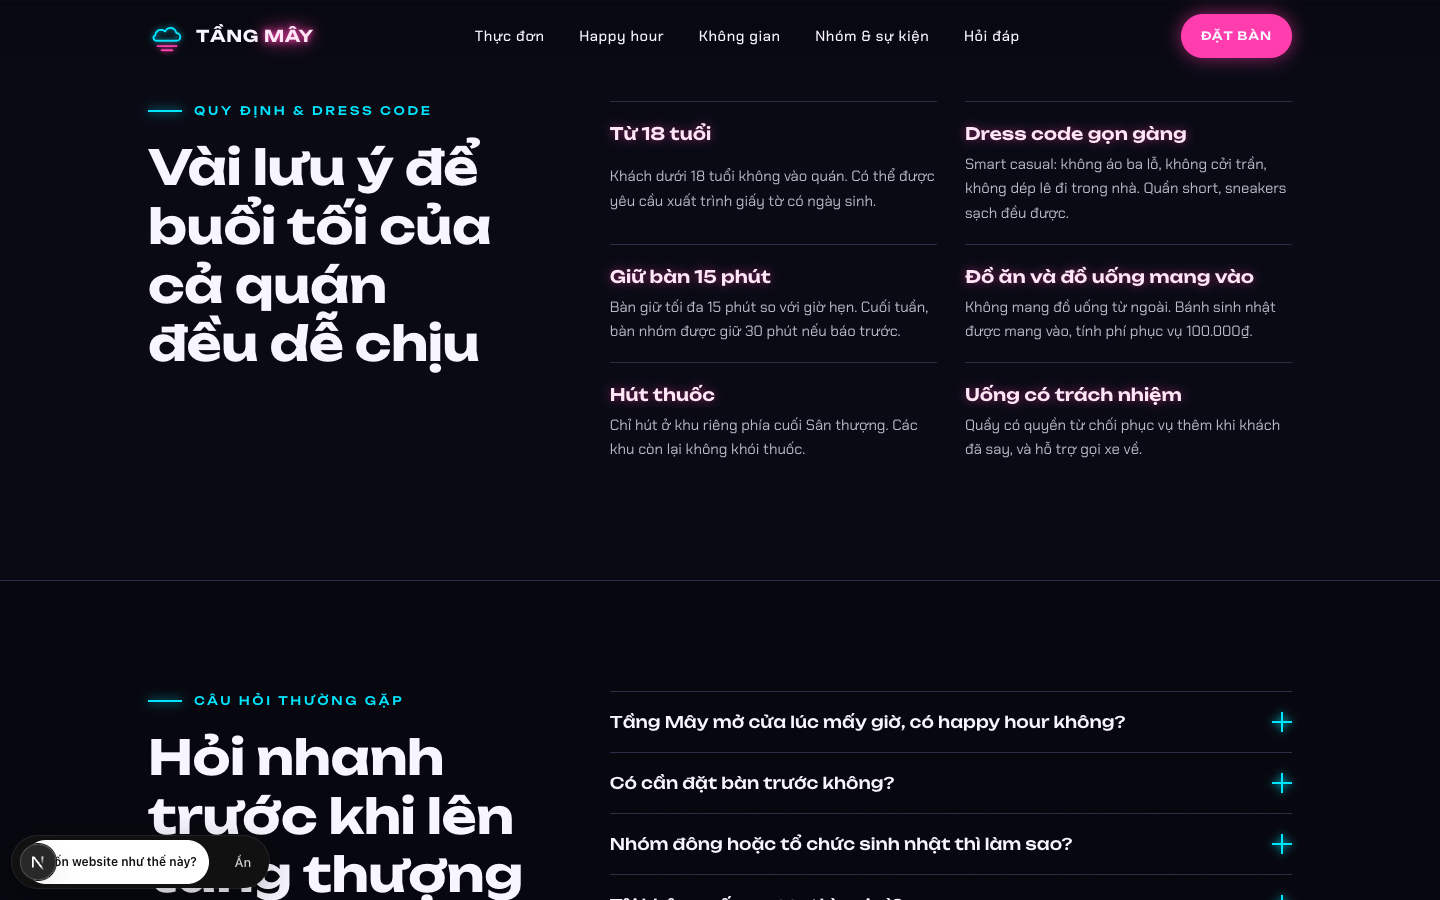 TẦNG MÂY
Thực đơn
Happy hour
Không gian
Nhóm & sự kiện
Hỏi đáp
ĐẶT BÀN
QUY ĐỊNH & DRESS CODE
Vài lưu ý để
buổi tối của
cả quán
đều dễ chịu
Từ 18 tuổi
Khách dưới 18 tuổi không vào quán. Có thể được
yêu cầu xuất trình giấy tờ có ngày sinh.
Dress code gọn gàng
Smart casual: không áo ba lỗ, không cởi trần,
không dép lê đi trong nhà. Quần short, sneakers
sạch đều được.
Giữ bàn 15 phút
Bàn giữ tối đa 15 phút so với giờ hẹn. Cuối tuần,
bàn nhóm được giữ 30 phút nếu báo trước.
Đồ ăn và đồ uống mang vào
Không mang đồ uống từ ngoài. Bánh sinh nhật
được mang vào, tính phí phục vụ 100.000₫.
Hút thuốc
Chỉ hút ở khu riêng phía cuối Sân thượng. Các
khu còn lại không khói thuốc.
Uống có trách nhiệm
Quầy có quyền từ chối phục vụ thêm khi khách
đã say, và hỗ trợ gọi xe về.
CÂU HỎI THƯỜNG GẶP
Hỏi nhanh
trước khi lên
thượng
Tầng Mây mở cửa lúc mấy giờ, có happy hour không?
Có cần đặt bàn trước không?
Nhóm đông hoặc tổ chức sinh nhật thì làm sao?
website như thế này?
Ẩn